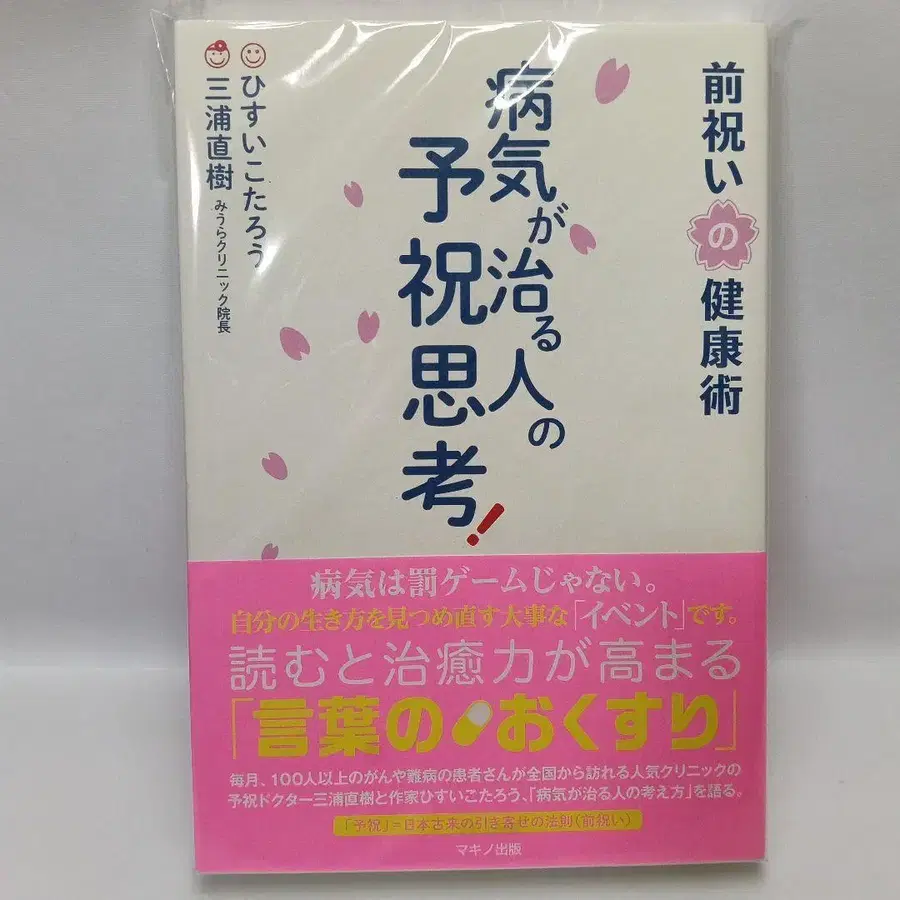 前祝いの健康術
病気が治る人の
予祝思考!
ひすいこたろう
三浦直樹 みうらクリニック院長
病気は罰ゲームじゃない。
自分の生き方を見つめ直す大事な「イベント」です。
読むと治癒力が高まる
「言葉のおくすり」
毎月、100人以上のがんや難病の患者さんが全国から訪れる人気クリニックの
予祝ドクター三浦直樹と作家ひすいこたろう、「病気が治る人の考え方」を語る。
「予祝」=日本古来の引き寄せの法則(前祝い)
マキノ出版